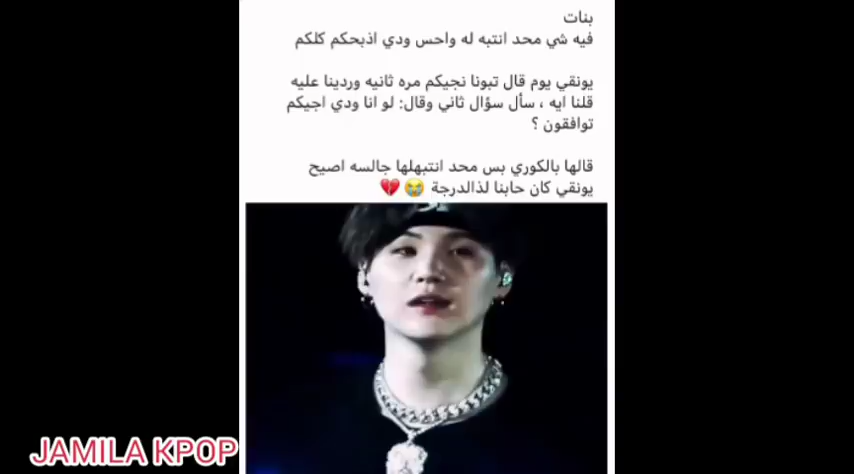 بنات
فيه شي محد انتبه له واحس ودي اذبحكم كلكم
يونقي يوم قال تبونا نجيكم مره ثانيه وردينا عليه
قلنا ايه ، سأل سؤال ثاني وقال: لو انا ودي اجيكم
توافقون ؟
قالها بالكوري بس محد انتبهلها جالسه اصيح
يونقي كان حابنا لذالدرجة 😭 💔
JAMILA KPOP